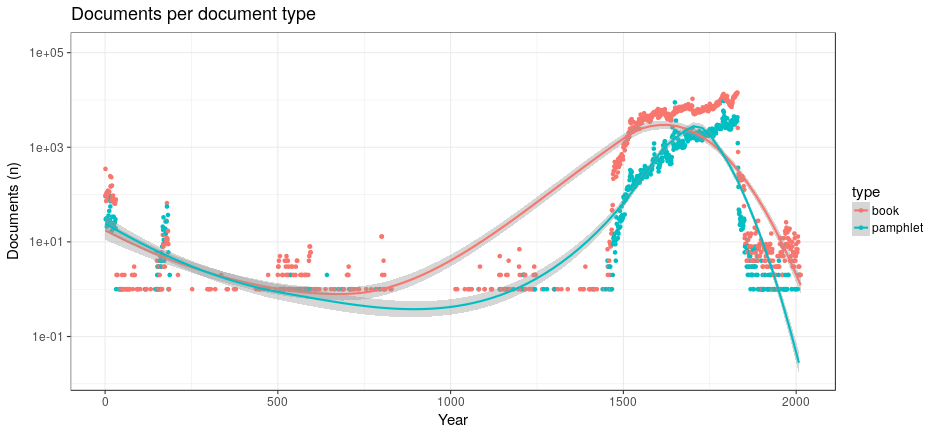 Documents per document type
Documents (n)
1e+05
1e+03
1e+01
1e-01
0 500 1000 1500 2000
Year
type
book
pamphlet